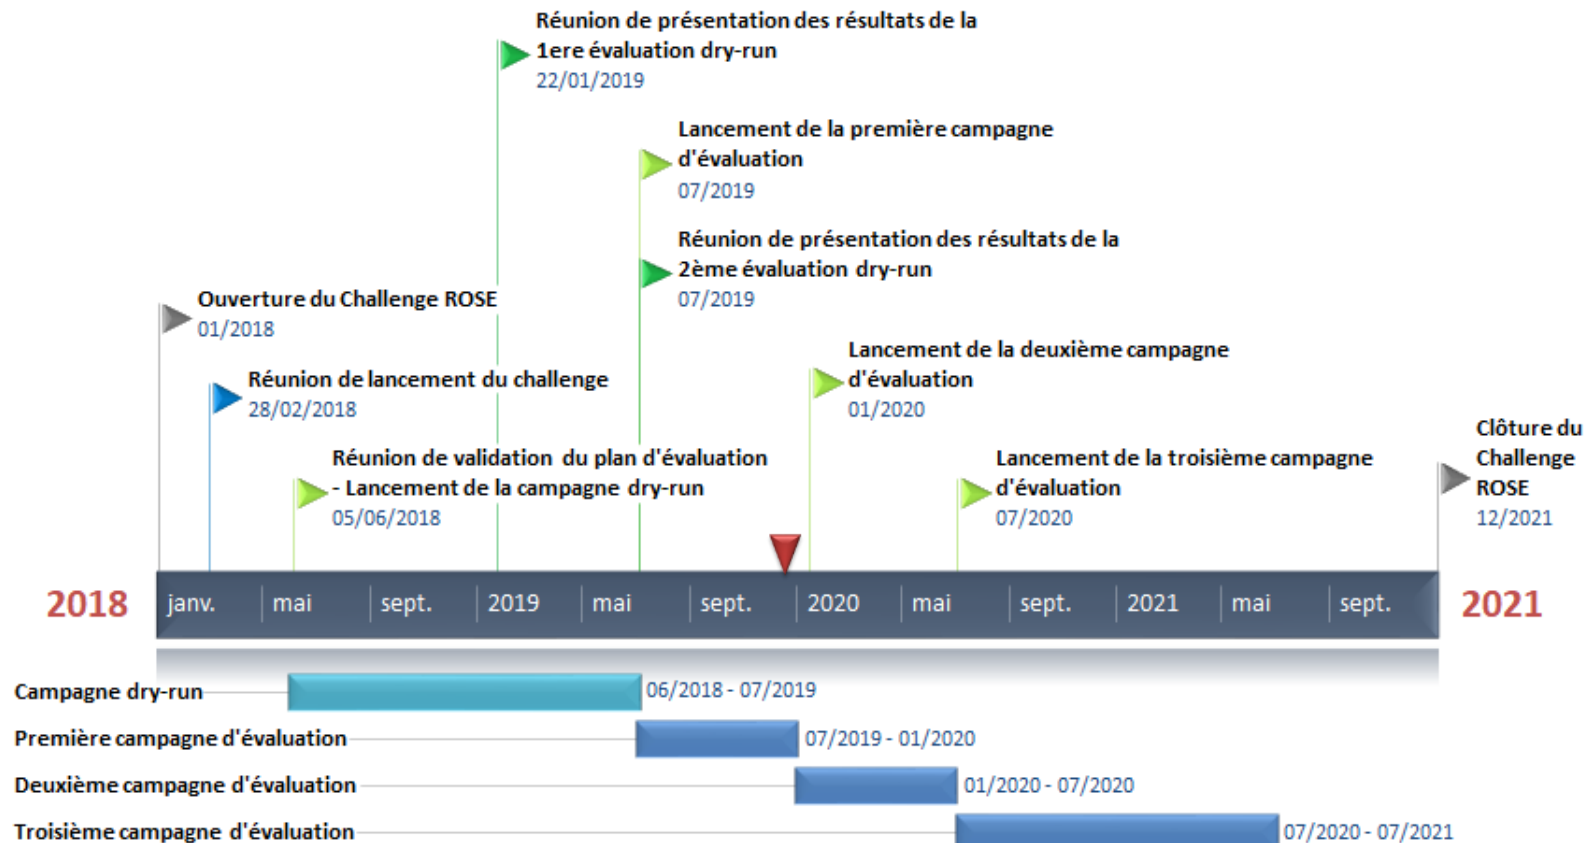 Réunion de présentation des résultats de la
1ere évaluation dry-run
22/01/2019
Lancement de la première campagne
d'évaluation
07/2019
Réunion de présentation des résultats de la
2ème évaluation dry-run
07/2019
Ouverture du Challenge ROSE
01/2018
Lancement de la deuxième campagne
d'évaluation
01/2020
Réunion de lancement du challenge
28/02/2018
Réunion de validation du plan d'évaluation
- Lancement de la campagne dry-run
05/06/2018
Lancement de la troisième campagne
d'évaluation
07/2020
Clôture du
Challenge
ROSE
12/2021
2018 janv. mai sept. 2019 mai sept. 2020 mai sept. 2021 mai sept. 2021
Campagne dry-run 06/2018 - 07/2019
Première campagne d'évaluation 07/2019 - 01/2020
Deuxième campagne d'évaluation 01/2020 - 07/2020
Troisième campagne d'évaluation 07/2020 - 07/2021